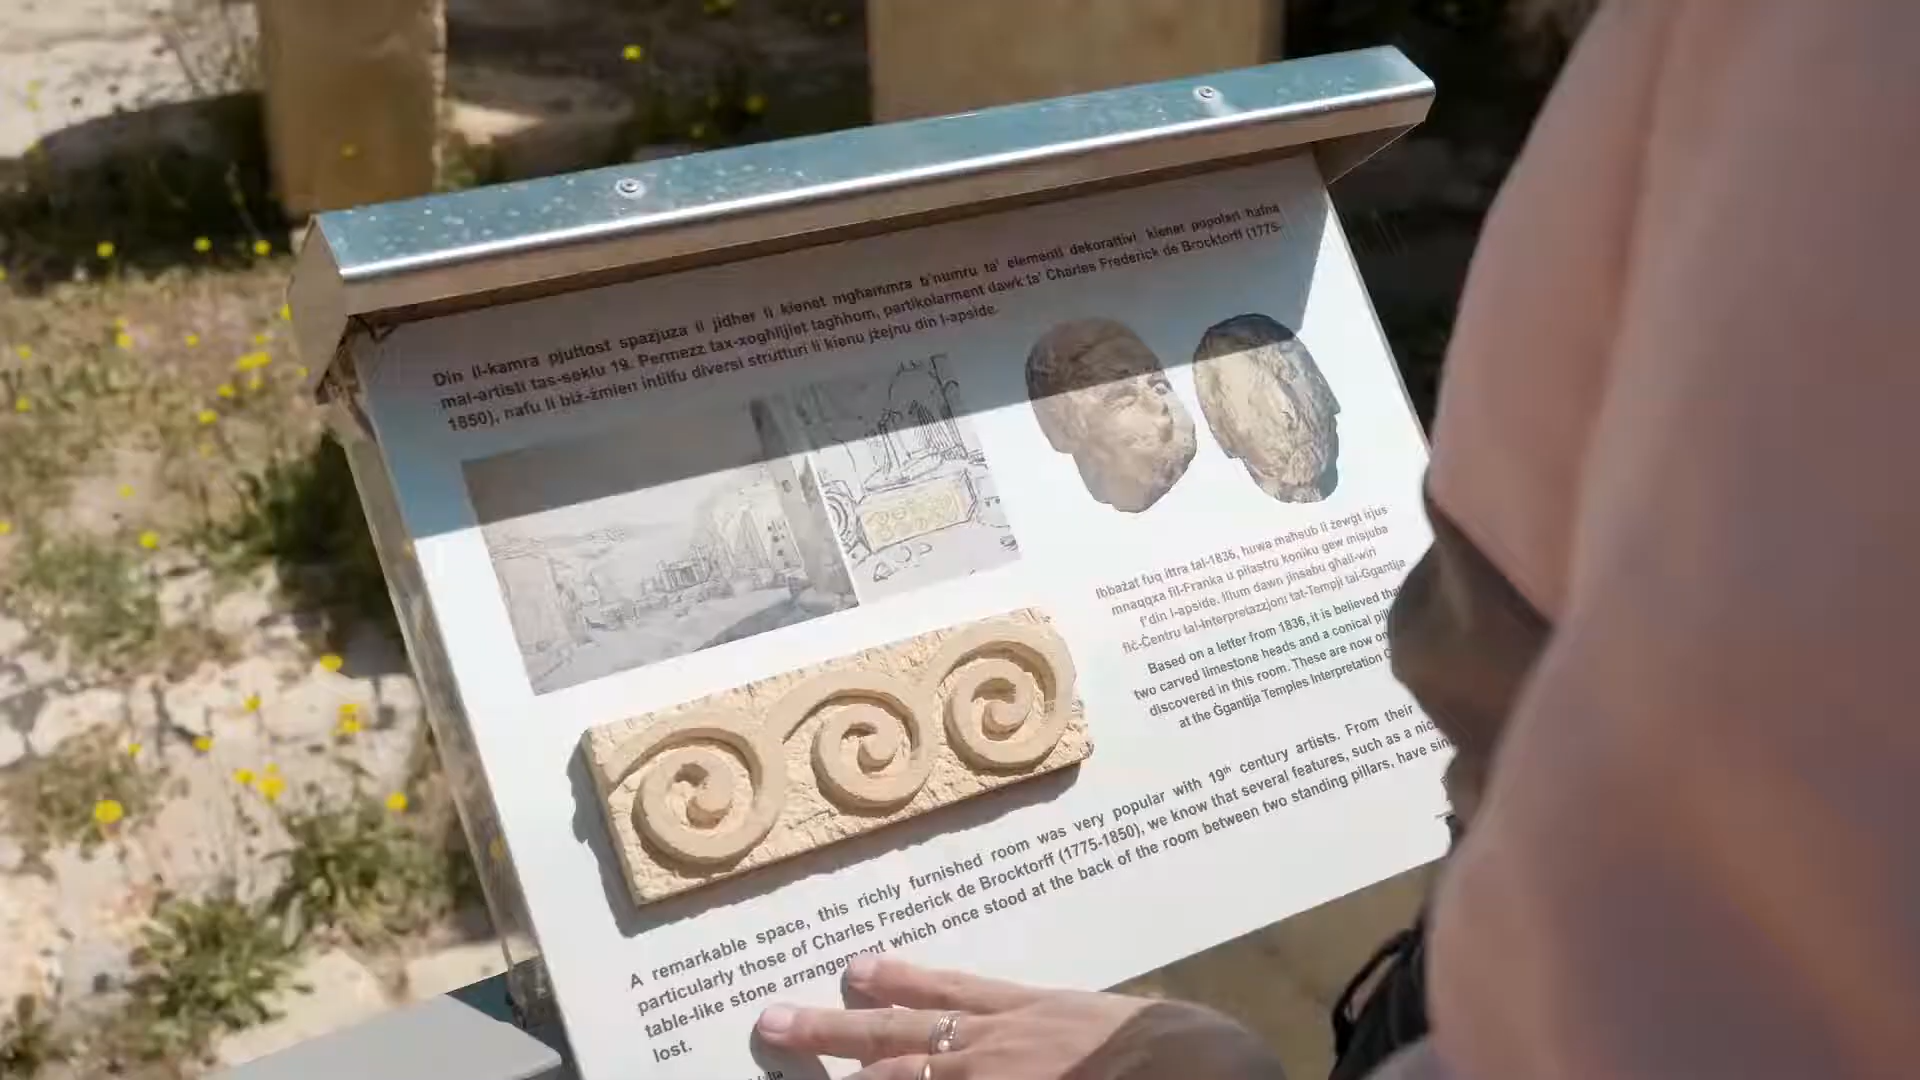 Din il-kamra pjuttost spazjuza li jidher li kienet mghammra b'numru ta' elementi dekorattivi, kienet popolari hafna
mal-artisti tas-seklu 19. Permezz tax-xoghlijiet taghhom, partikolarment dawk ta' Charles Frederick de Brocktorff (1775-
1850), nafu li biż-żmien intilfu diversi strutturi li kienu jżejnu din l-apside.
Ibbażat fuq ittra tal-1836, huwa maħsub li żewġt irjus
mnaqqxa fil-Franka u pilastru koniku ġew misjuba
f'din l-apside. Illum dawn jinsabu għall-wiri
fiċ-Ċentru tal-Interpretazzjoni tat-Tempji tal-Ġgantija
Based on a letter from 1836, it is believed tha
two carved limestone heads and a conical
discovered in this room. These are now on
at the Ġgantija Temples Interpretation
A remarkable space, this richly furnished room was very popular with 19th century artists. From their
particularly those of Charles Frederick de Brocktorff (1775-1850), we know that several features, such as a
table-like stone arrangement which once stood at the back of the room between two standing pillars, have
lost.